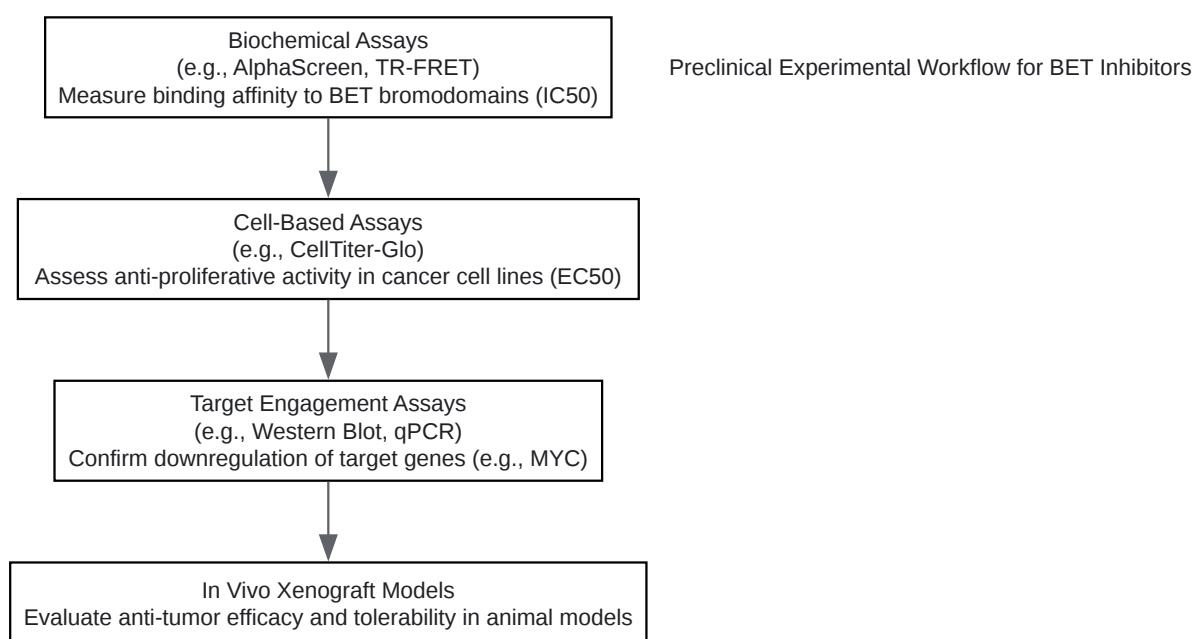 Biochemical Assays
(e.g., AlphaScreen, TR-FRET)
Measure binding affinity to BET bromodomains (IC50)
Preclinical Experimental Workflow for BET Inhibitors
Cell-Based Assays
(e.g., CellTiter-Glo)
Assess anti-proliferative activity in cancer cell lines (EC50)
Target Engagement Assays
(e.g., Western Blot, qPCR)
Confirm downregulation of target genes (e.g., MYC)
In Vivo Xenograft Models
Evaluate anti-tumor efficacy and tolerability in animal models